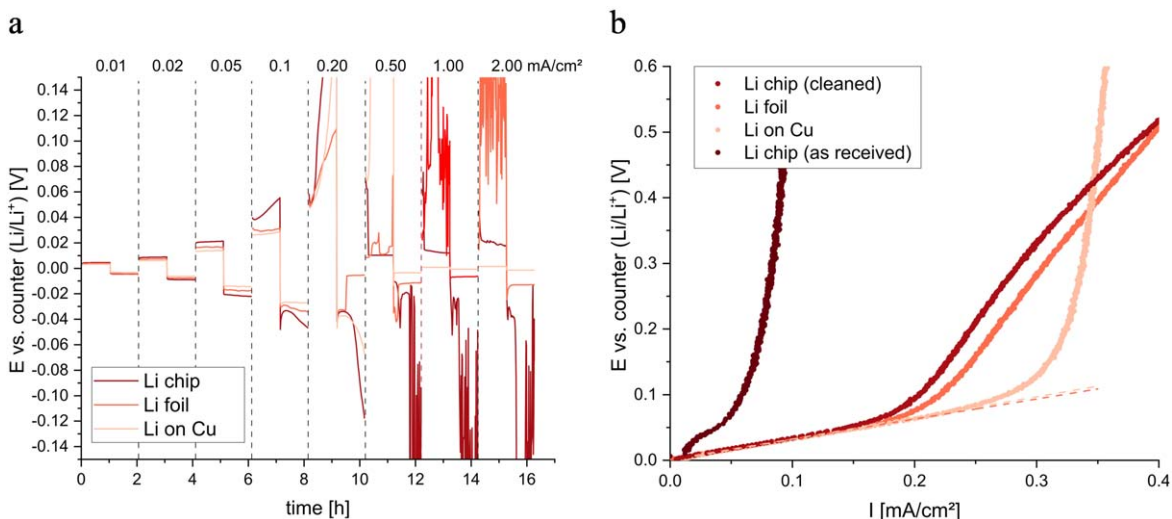 a
0.01 0.02 0.05 0.1 0.20 0.50 1.00 2.00 mA/cm²
E vs. counter (Li/Li⁺) [V]
0.14
0.12
0.10
0.08
0.06
0.04
0.02
0.00
-0.02
-0.04
-0.06
-0.08
-0.10
-0.12
-0.14
Li chip
Li foil
Li on Cu
0 2 4 6 8 10 12 14 16
time [h]
b
E vs. counter (Li/Li⁺) [V]
0.6
0.5
0.4
0.3
0.2
0.1
0.0
Li chip (cleaned)
Li foil
Li on Cu
Li chip (as received)
0.0 0.1 0.2 0.3 0.4
I [mA/cm²]